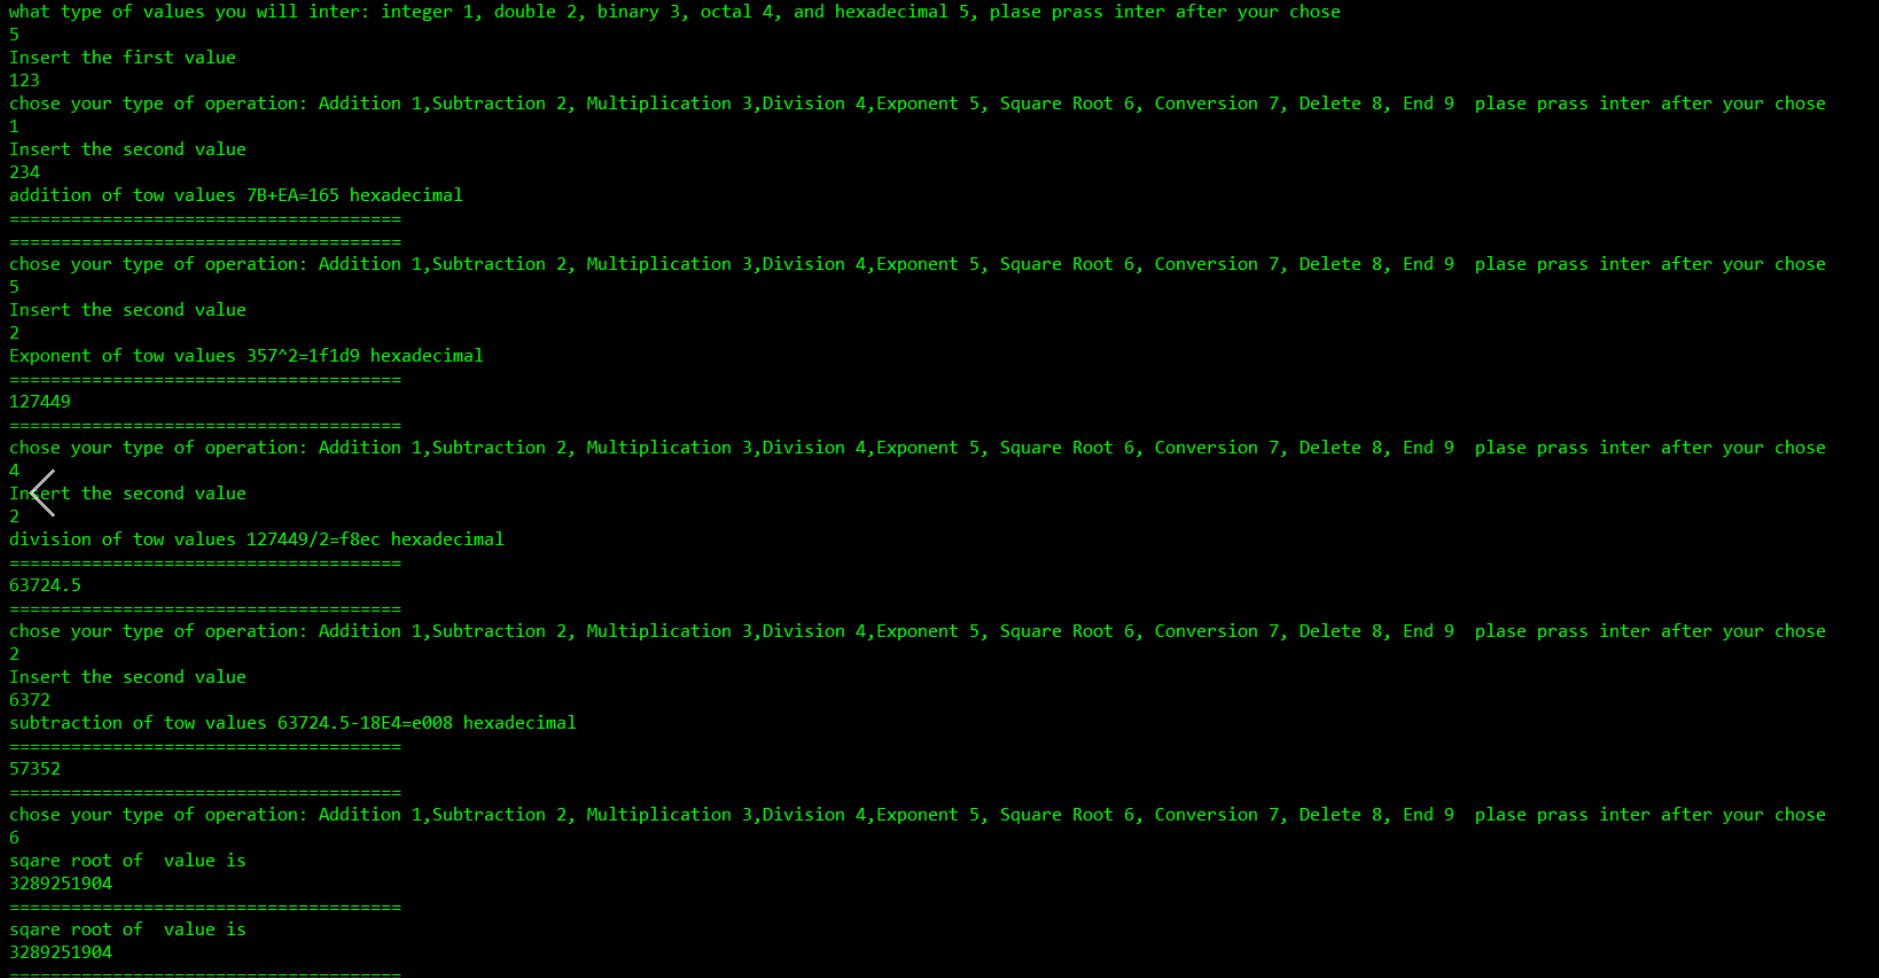 what type of values you will inter: integer 1, double 2, binary 3, octal 4, and hexadecimal 5, plase prass inter after your chose
5
Insert the first value
123
chose your type of operation: Addition 1,Subtraction 2, Multiplication 3,Division 4,Exponent 5, Square Root 6, Conversion 7, Delete 8, End 9  plase prass inter after your chose
1
Insert the second value
234
addition of tow values 7B+EA=165 hexadecimal
======================================
======================================
chose your type of operation: Addition 1,Subtraction 2, Multiplication 3,Division 4,Exponent 5, Square Root 6, Conversion 7, Delete 8, End 9  plase prass inter after your chose
5
Insert the second value
2
Exponent of tow values 357^2=1f1d9 hexadecimal
======================================
127449
======================================
chose your type of operation: Addition 1,Subtraction 2, Multiplication 3,Division 4,Exponent 5, Square Root 6, Conversion 7, Delete 8, End 9  plase prass inter after your chose
4
Insert the second value
2
division of tow values 127449/2=f8ec hexadecimal
======================================
63724.5
======================================
chose your type of operation: Addition 1,Subtraction 2, Multiplication 3,Division 4,Exponent 5, Square Root 6, Conversion 7, Delete 8, End 9  plase prass inter after your chose
2
Insert the second value
6372
subtraction of tow values 63724.5-18E4=e008 hexadecimal
======================================
57352
======================================
chose your type of operation: Addition 1,Subtraction 2, Multiplication 3,Division 4,Exponent 5, Square Root 6, Conversion 7, Delete 8, End 9  plase prass inter after your chose
6
sqare root of  value is
3289251904
======================================
sqare root of  value is
3289251904
======================================